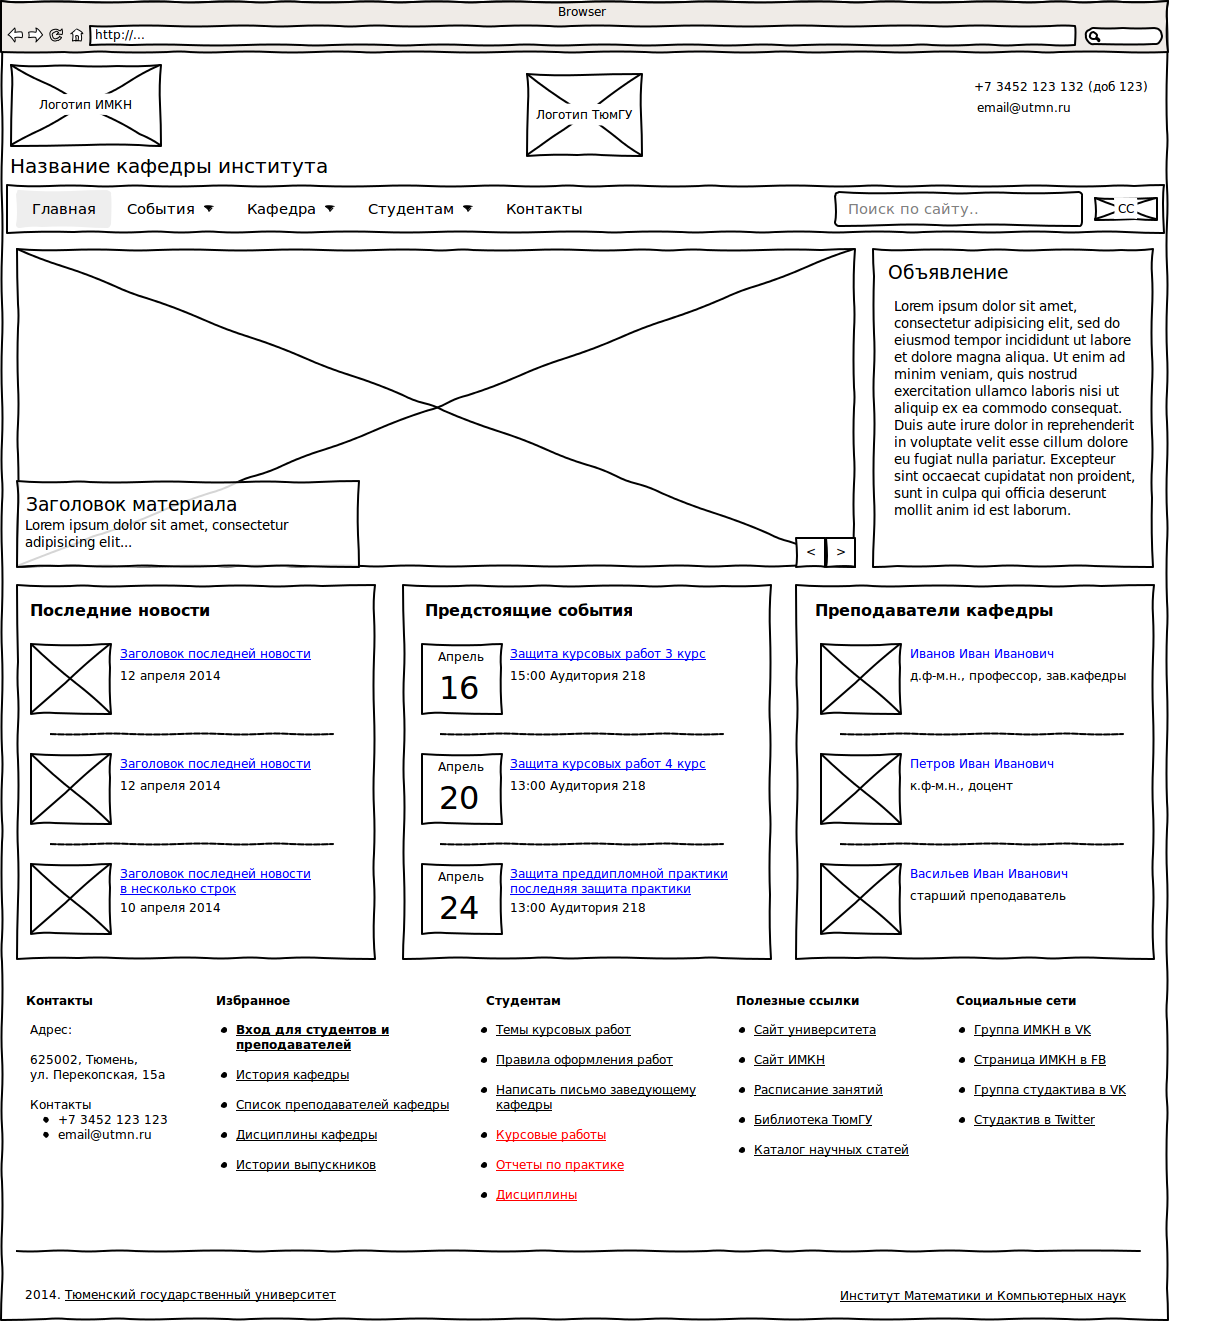 Browser
http://...
Логотип ИМКН
Логотип ТюмГУ
+7 3452 123 132 (доб 123)
email@utmn.ru
Название кафедры института
Главная
События
Кафедра
Студентам
Контакты
Поиск по сайту..
СС
Объявление
Lorem ipsum dolor sit amet,
consectetur adipisicing elit, sed do
eiusmod tempor incididunt ut labore
et dolore magna aliqua. Ut enim ad
minim veniam, quis nostrud
exercitation ullamco laboris nisi ut
aliquip ex ea commodo consequat.
Duis aute irure dolor in reprehenderit
in voluptate velit esse cillum dolore
eu fugiat nulla pariatur. Excepteur
sint occaecat cupidatat non proident,
sunt in culpa qui officia deserunt
mollit anim id est laborum.
Заголовок материала
Lorem ipsum dolor sit amet, consectetur
adipisicing elit...
< >
Последние новости
Заголовок последней новости
12 апреля 2014
Заголовок последней новости
12 апреля 2014
Заголовок последней новости
в несколько строк
10 апреля 2014
Предстоящие события
Апрель
16
Защита курсовых работ 3 курс
15:00 Аудитория 218
Апрель
20
Защита курсовых работ 4 курс
13:00 Аудитория 218
Апрель
24
Защита преддипломной практики
последняя защита практики
13:00 Аудитория 218
Преподаватели кафедры
Иванов Иван Иванович
д.ф-м.н., профессор, зав.кафедры
Петров Иван Иванович
к.ф-м.н., доцент
Васильев Иван Иванович
старший преподаватель
Контакты
Адрес:
625002, Тюмень,
ул. Перекопская, 15а
Контакты
+7 3452 123 123
email@utmn.ru
Избранное
Вход для студентов и
преподавателей
История кафедры
Список преподавателей кафедры
Дисциплины кафедры
Истории выпускников
Студентам
Темы курсовых работ
Правила оформления работ
Написать письмо заведующему
кафедры
Курсовые работы
Отчеты по практике
Дисциплины
Полезные ссылки
Сайт университета
Сайт ИМКН
Расписание занятий
Библиотека ТюмГУ
Каталог научных статей
Социальные сети
Группа ИМКН в VK
Страница ИМКН в FB
Группа студактива в VK
Студактив в Twitter
2014. Тюменский государственный университет
Институт Математики и Компьютерных наук